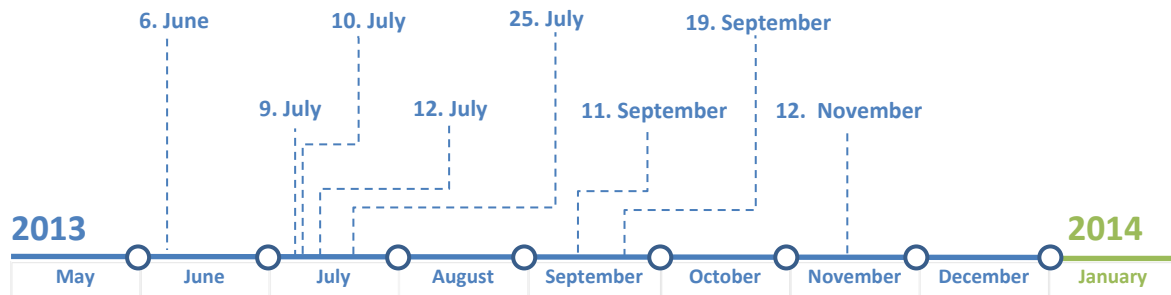 6. June
10. July
25. July
19. September
9. July
12. July
11. September
12. November
2013
2014
May
June
July
August
September
October
November
December
January